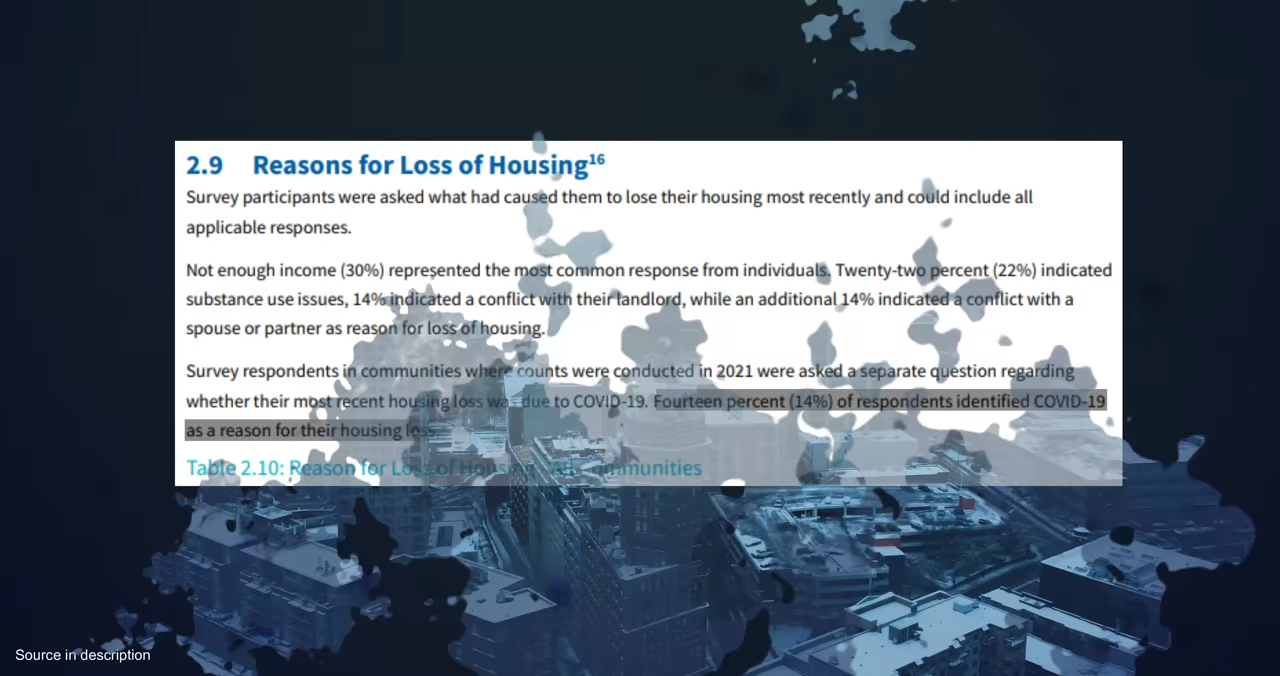 2.9 Reasons for Loss of Housing16
Survey participants were asked what had caused them to lose their housing most recently and could include all
applicable responses.
Not enough income (30%) represented the most common response from individuals. Twenty-two percent (22%) indicated
substance use issues, 14% indicated a conflict with their landlord, while an additional 14% indicated a conflict with a
spouse or partner as reason for loss of housing.
Survey respondents in communities where counts were conducted in 2021 were asked a separate question regarding
whether their most recent housing loss was due to COVID-19. Fourteen percent (14%) of respondents identified COVID-19
as a reason for their housing loss
Table 2.10: Reason for Loss of Housing - All Communities
Source in description